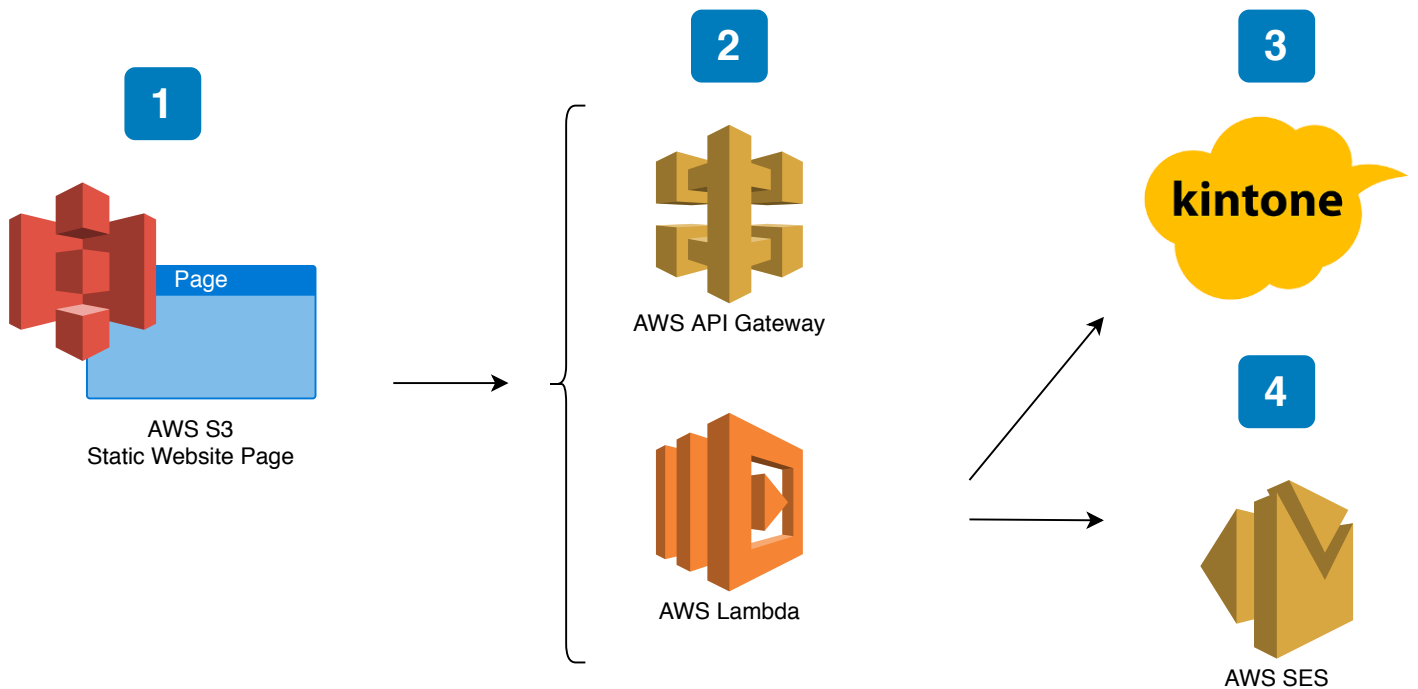 1
Page
AWS S3
Static Website Page
2
AWS API Gateway
AWS Lambda
3
kintone
4
AWS SES